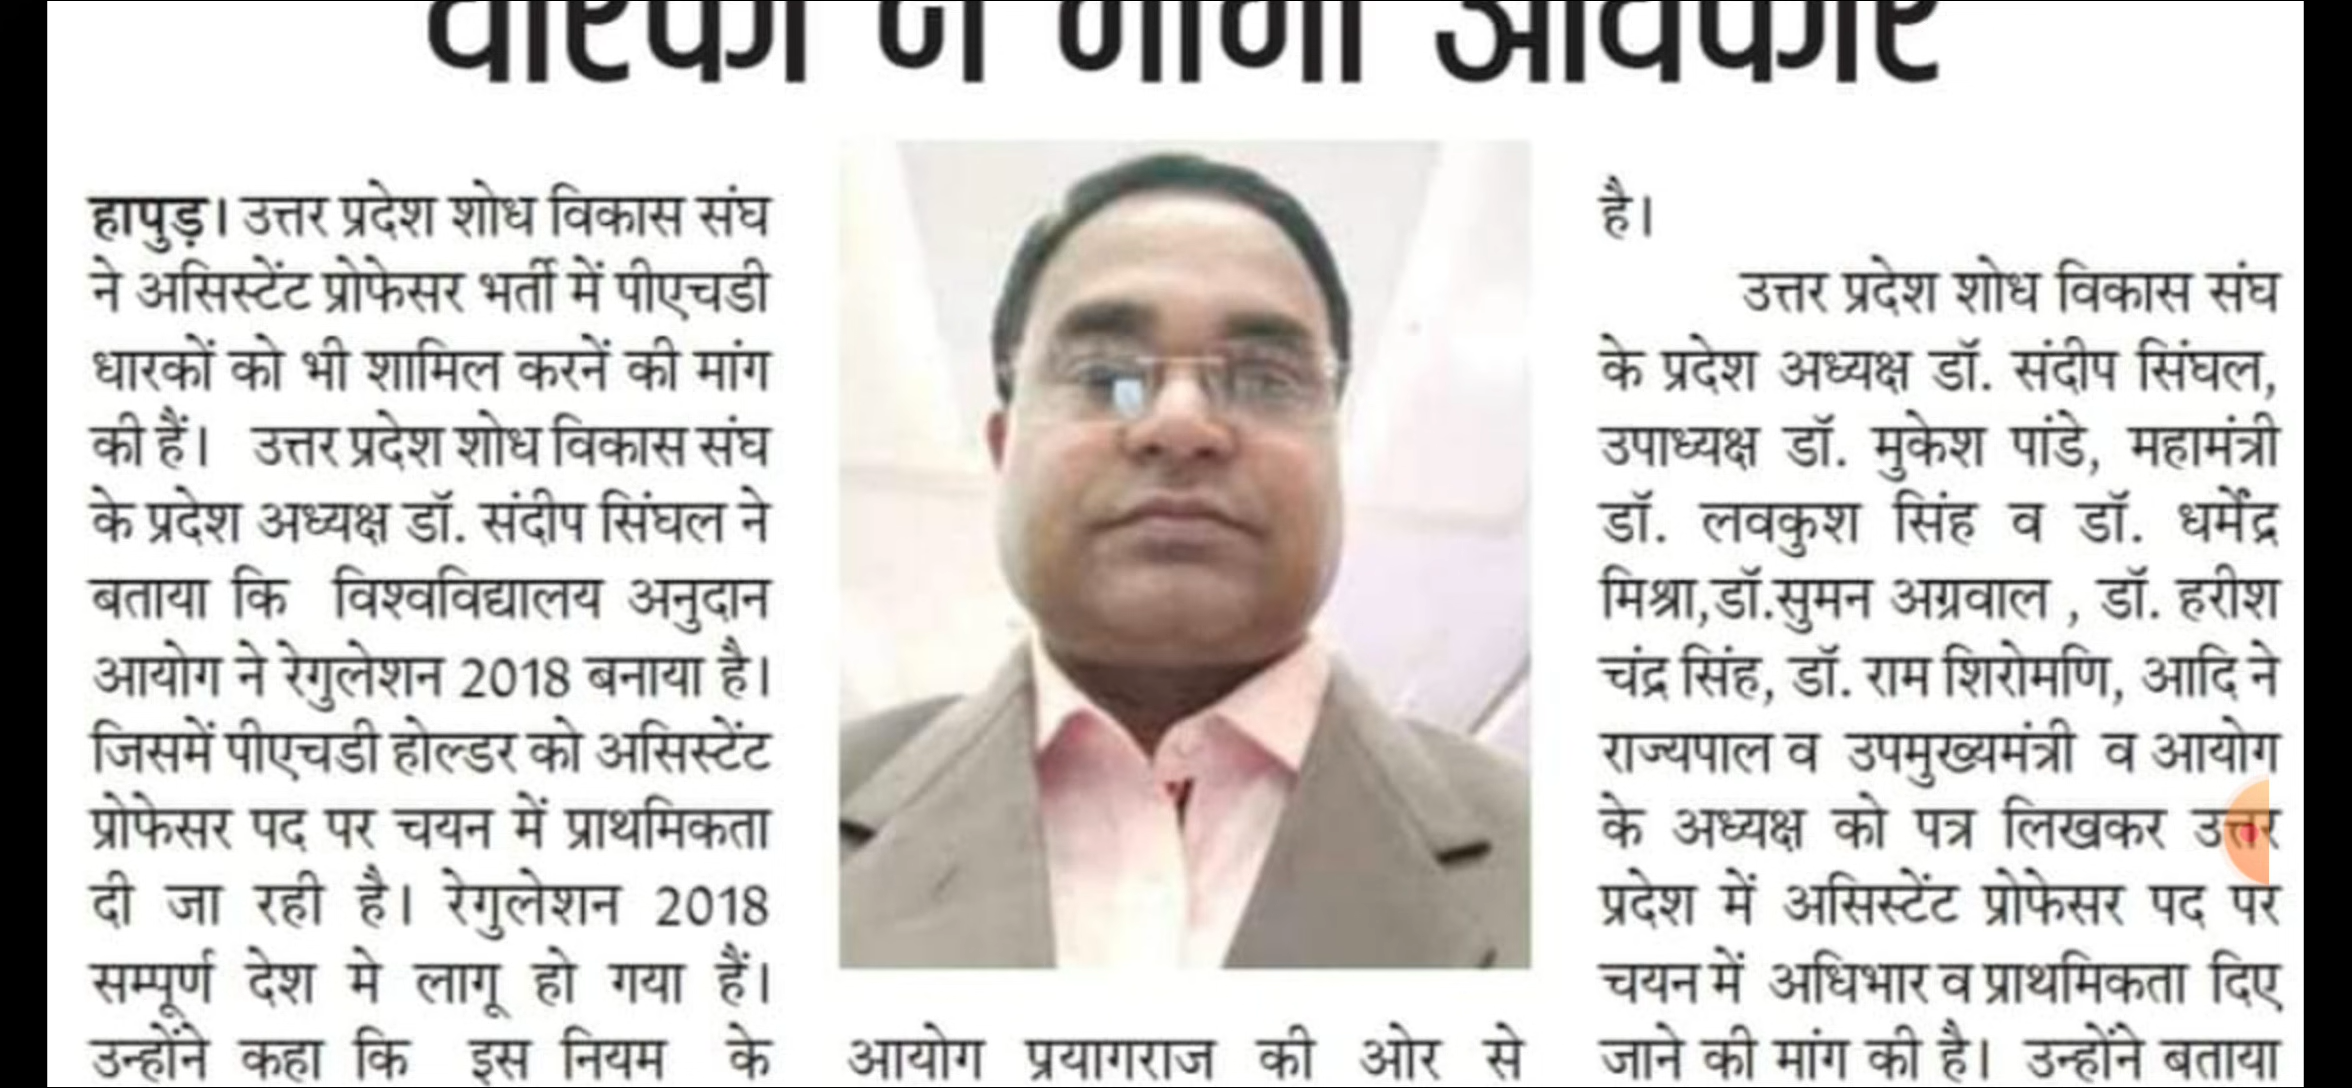 हापुड़। उत्तर प्रदेश शोध विकास संघ
ने असिस्टेंट प्रोफेसर भर्ती में पीएचडी
धारकों को भी शामिल करनें की मांग
की हैं। उत्तर प्रदेश शोध विकास संघ
के प्रदेश अध्यक्ष डॉ. संदीप सिंघल ने
बताया कि विश्वविद्यालय अनुदान
आयोग ने रेगुलेशन 2018 बनाया है।
जिसमें पीएचडी होल्डर को असिस्टेंट
प्रोफेसर पद पर चयन में प्राथमिकता
दी जा रही है। रेगुलेशन 2018
सम्पूर्ण देश मे लागू हो गया हैं।
उन्होंने कहा कि इस नियम के
आयोग प्रयागराज की ओर से
है।
उत्तर प्रदेश शोध विकास संघ
के प्रदेश अध्यक्ष डॉ. संदीप सिंघल,
उपाध्यक्ष डॉ. मुकेश पांडे, महामंत्री
डॉ. लवकुश सिंह व डॉ. धर्मेंद्र
मिश्रा,डॉ.सुमन अग्रवाल , डॉ. हरीश
चंद्र सिंह, डॉ. राम शिरोमणि, आदि ने
राज्यपाल व उपमुख्यमंत्री व आयोग
के अध्यक्ष को पत्र लिखकर उत्तर
प्रदेश में असिस्टेंट प्रोफेसर पद पर
चयन में अधिभार व प्राथमिकता दिए
जाने की मांग की है। उन्होंने बताया